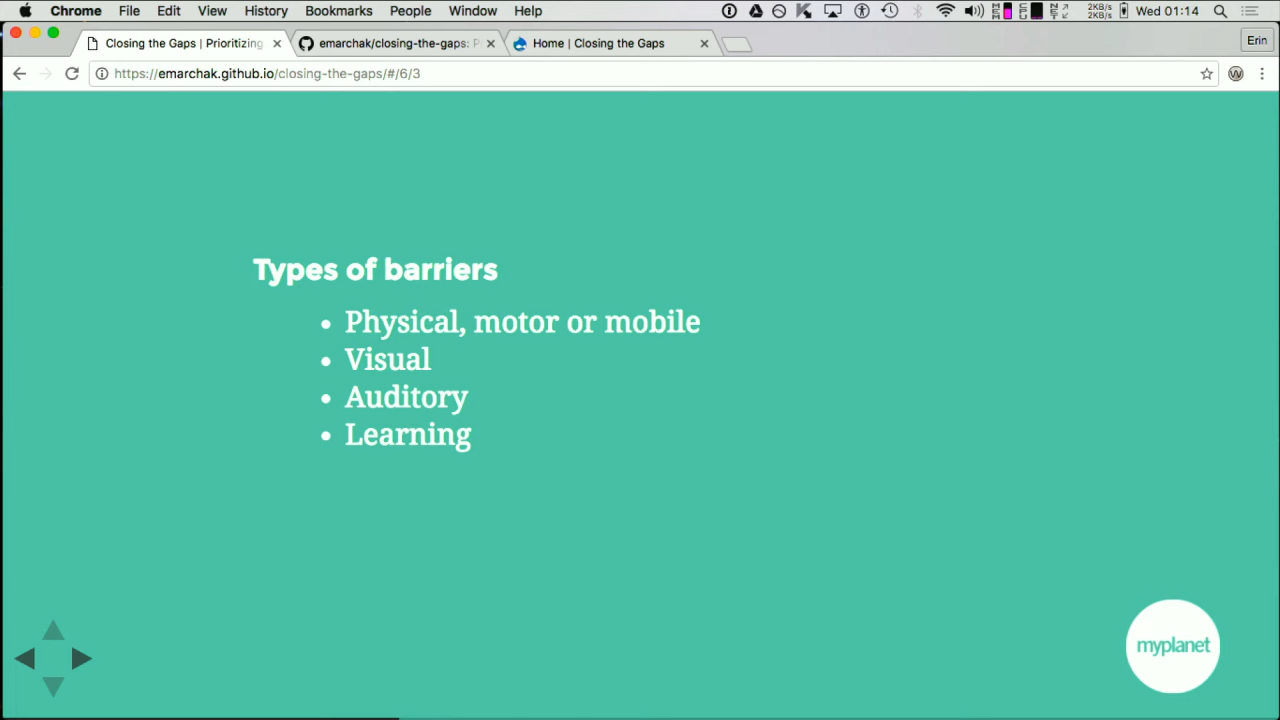 Chrome File Edit View History Bookmarks People Window Help 2KB/s 2KB/s Wed 01:14
Closing the Gaps | Prioritizing emarchak/closing-the-gaps: P Home | Closing the Gaps Erin
https://emarchak.github.io/closing-the-gaps/#/6/3
Types of barriers
• Physical, motor or mobile
• Visual
• Auditory
• Learning
myplanet